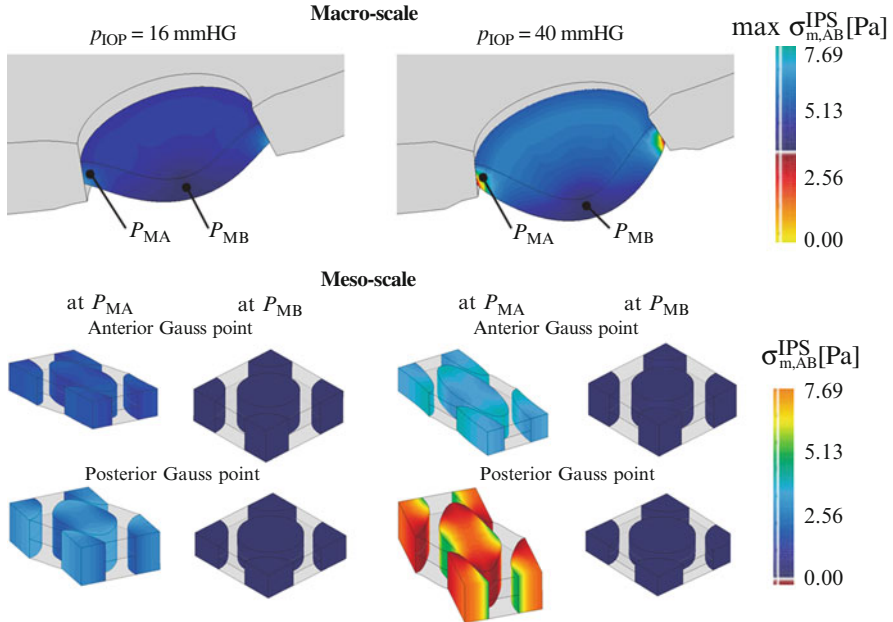 Macro-scale
p_IOP = 16 mmHG
p_IOP = 40 mmHG
max σ^IPS_m,AB [Pa]
7.69
5.13
2.56
0.00
P_MA
P_MB
P_MA
P_MB
Meso-scale
at P_MA
at P_MB
at P_MA
at P_MB
Anterior Gauss point
Anterior Gauss point
σ^IPS_m,AB [Pa]
7.69
5.13
2.56
0.00
Posterior Gauss point
Posterior Gauss point